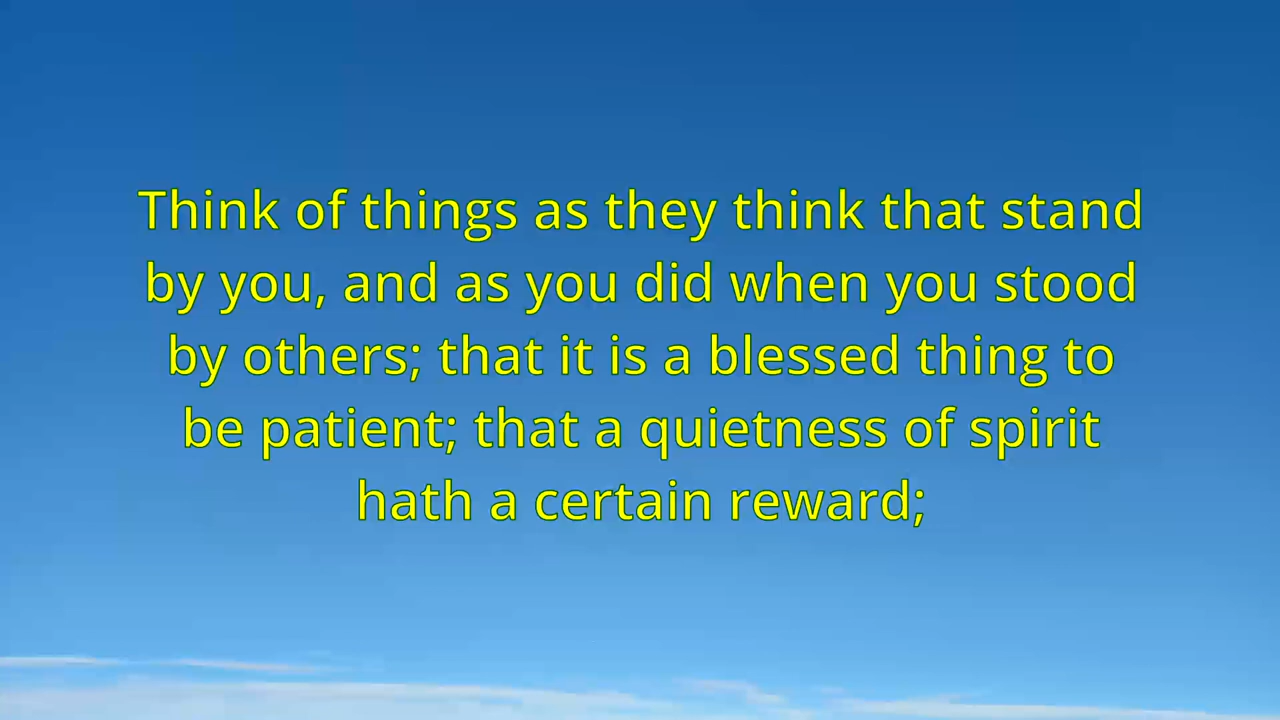 Think of things as they think that stand
by you, and as you did when you stood
by others; that it is a blessed thing to
be patient; that a quietness of spirit
hath a certain reward;